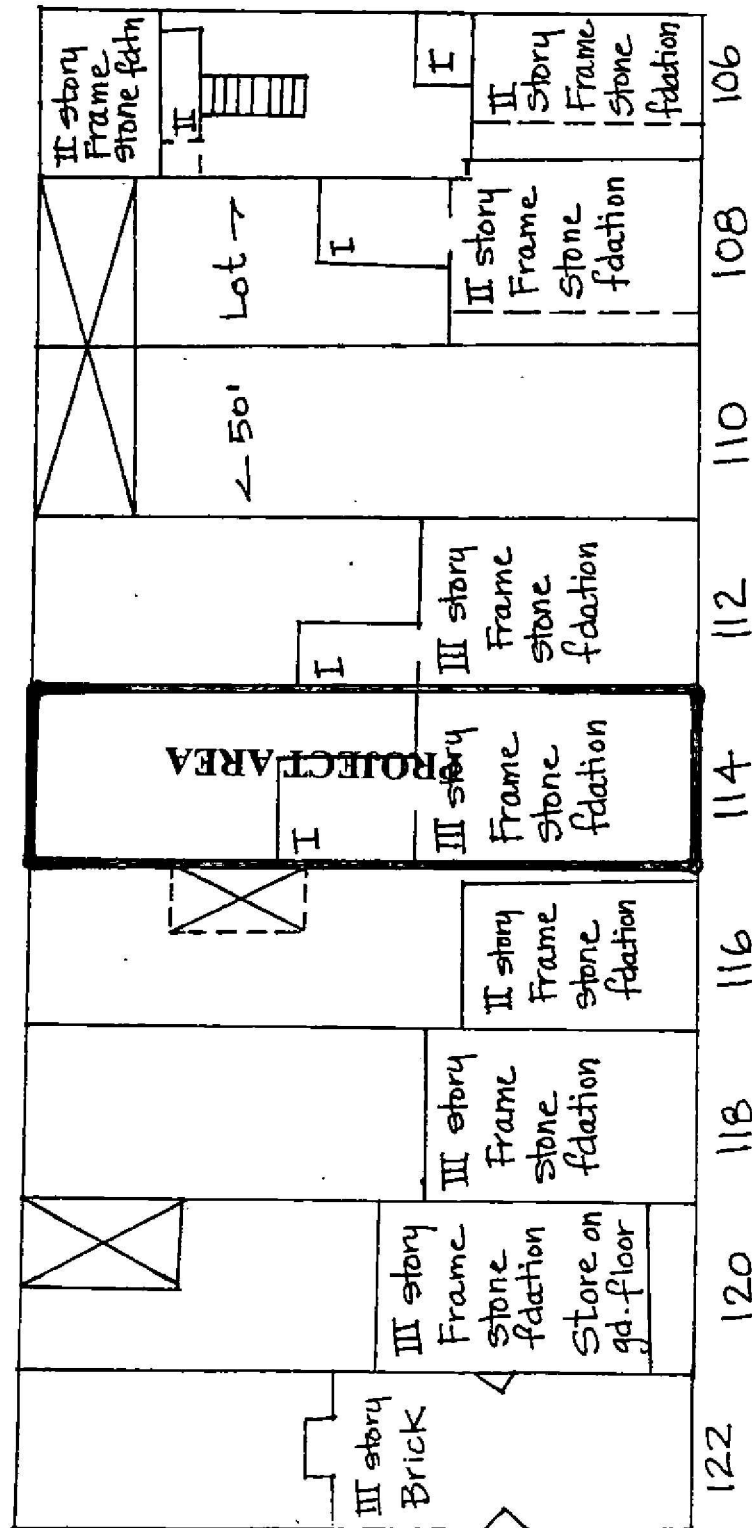 II story
Frame
stone fdtn
II
I
II
story
Frame
stone
fdation
106
Lot →
I
II story
Frame
Stone
fdation
108
← 50'
110
I
III story
Frame
stone
fdation
112
PROJECT AREA
I
III story
Frame
stone
fdation
114
II story
Frame
stone
fdation
116
III story
Frame
stone
fdation
118
III story
Frame
stone
fdation
Store on
gd. floor
120
III story
Brick
122